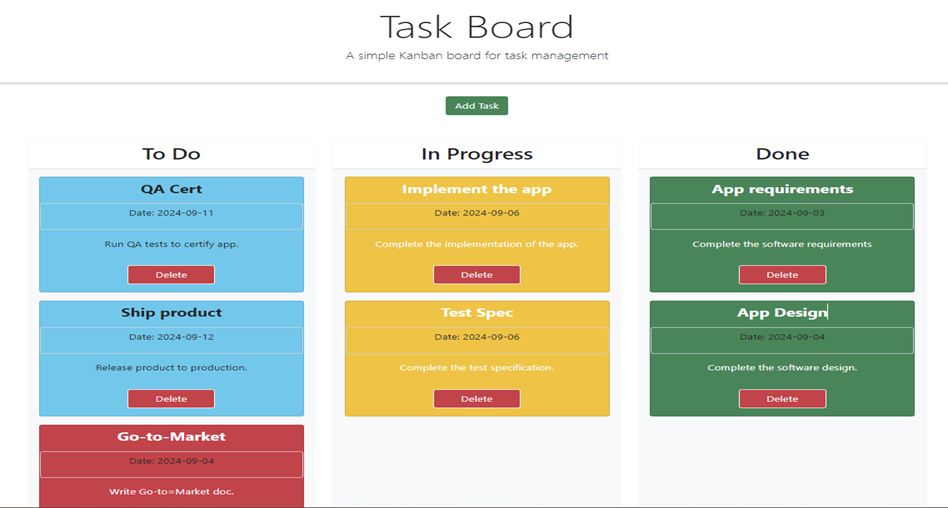 Task Board
A simple Kanban board for task management
Add Task
To Do
QA Cert
Date: 2024-09-11
Run QA tests to certify app.
Delete
Ship product
Date: 2024-09-12
Release product to production.
Delete
Go-to-Market
Date: 2024-09-04
Write Go-to=Market doc.
In Progress
Implement the app
Date: 2024-09-06
Complete the implementation of the app.
Delete
Test Spec
Date: 2024-09-06
Complete the test specification.
Delete
Done
App requirements
Date: 2024-09-03
Complete the software requirements
Delete
App Design
Date: 2024-09-04
Complete the software design.
Delete